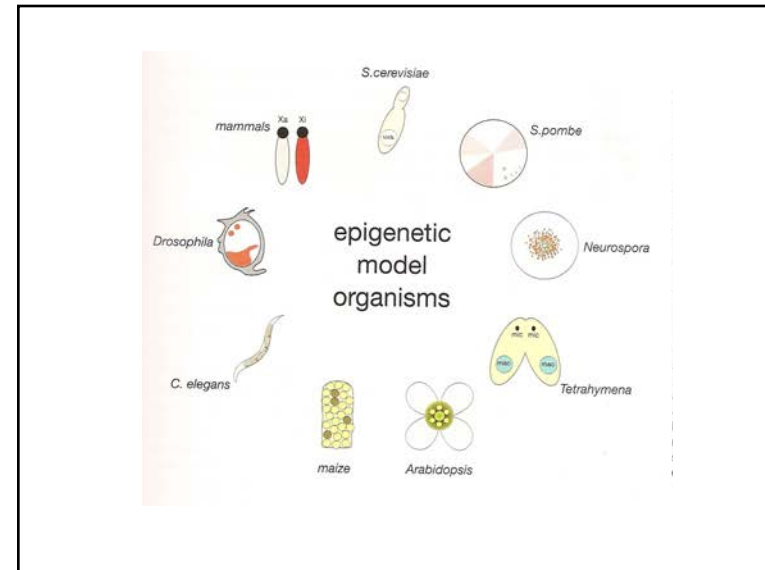 S.cerevisiae
mammals
Xa Xi
S.pombe
Drosophila
epigenetic
model
organisms
Neurospora
mic mic
mac mac
C. elegans
Tetrahymena
maize
Arabidopsis